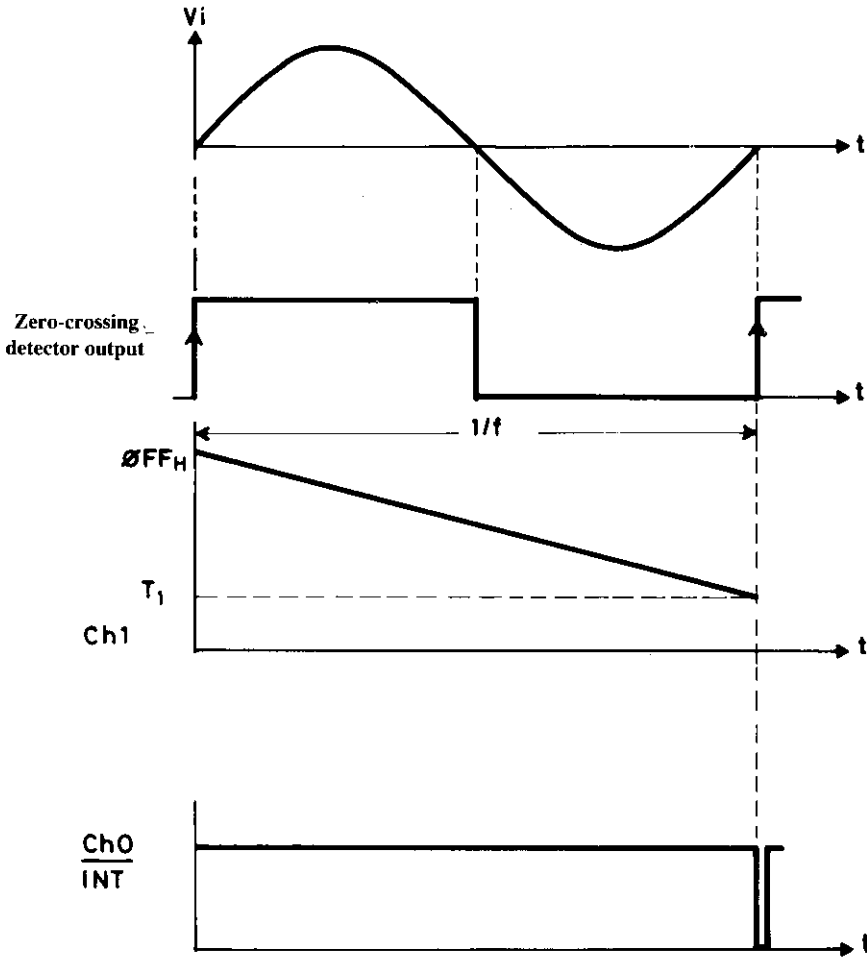 Vi
t
Zero-crossing
detector output
t
1/f
ØFFH
T1
Ch1
t
Ch0
INT
t